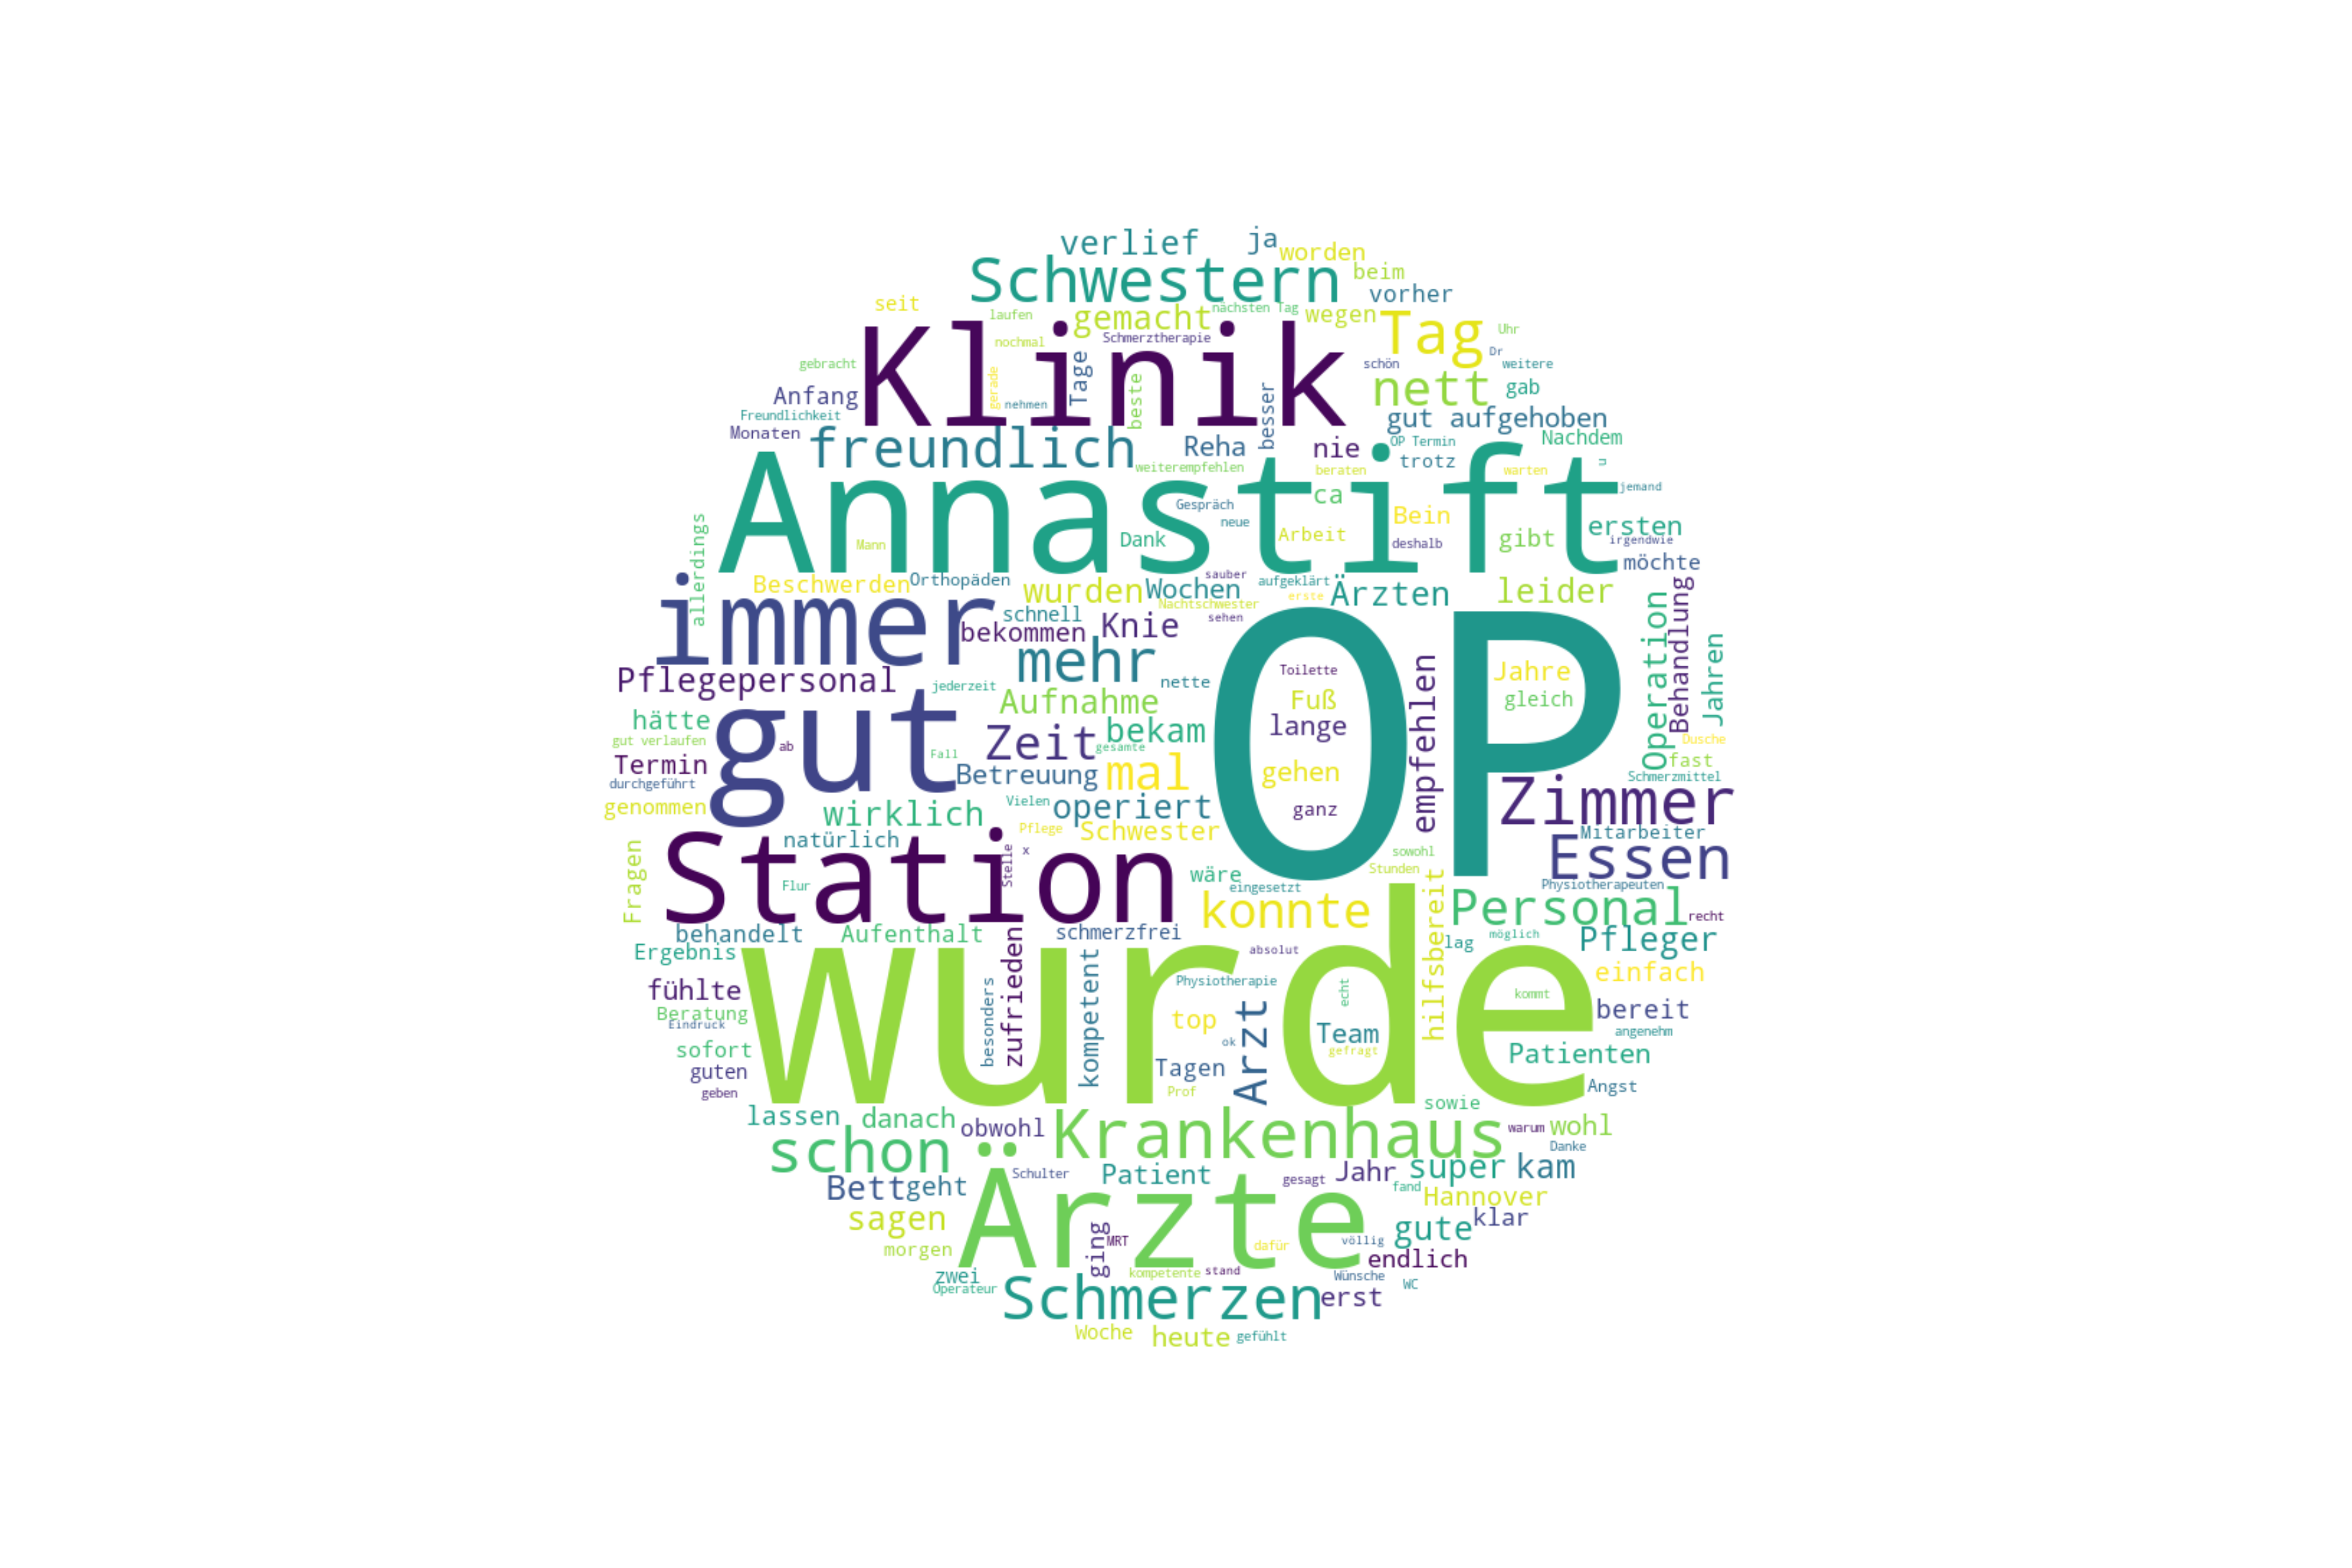 verlief ja
worden
Schwestern beim
vorher
seit
laufen gemacht nächsten Tag wegen Tag Uhr
Klinik
nochmal Schmerztherapie Dr
gebracht Tage schön weitere
gerade beste besser nett gab
Anfang nehmen
Freundlichkeit gut aufgehoben
Monaten freundlich Reha nie OP Termin Nachdem
trotz
weiterempfehlen beraten warten u
Annastift
jemand
Gespräch ca
neue Bein ersten
allerdings Mann Dank Arbeit deshalb gibt irgendwie
möchte
Beschwerden Orthopäden sauber aufgeklärt
immer wurden Wochen erste Ärzten leider Behandlung
schnell Nachtschwester
bekommen Knie sehen Operation Jahren
mehr
Pflegepersonal jederzeit nette Toilette Jahre
Aufnahme Fuß gleich
OP
hätte lange
gut verlaufen gut ab Zeit bekam empfehlen Dusche
Fall gesamte fast
Termin Betreuung mal gehen Schmerzmittel
durchgeführt
genommen wirklich Vielen operiert ganz Zimmer
Pflege Schwester Mitarbeiter
natürlich
Station x sowohl Essen
Fragen Stelle
Flur wäre Stunden
eingesetzt Physiotherapeuten
konnte hilfsbereit Personal recht
behandelt Aufenthalt schmerzfrei möglich Pfleger
Ergebnis zufrieden absolut lag
einfach
wurde
fühlte besonders kompetent Physiotherapie echt kommt
bereit
Beratung top Arzt
Eindruck Team angenehm
sofort ok gefragt Patienten
guten Tagen
geben Prof Angst
lassen danach sowie
obwohl Krankenhaus warum wohl
schon Danke
Schulter Patient gesagt Jahr super kam
Bett geht fand Hannover
sagen Ärzte klar
gute
morgen ging MRT dafür völlig
endlich
zwei kompetente stand Wünsche
Operateur WC
Schmerzen erst
Woche heute gefühlt